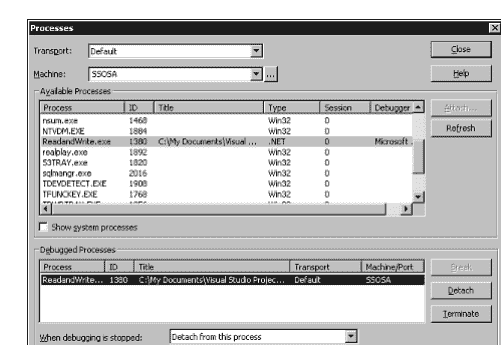 Processes
Transport: Default Close
Machine: SSOSA ... Help
Available Processes
Process ID Title Type Session Debugger Attach...
nsum.exe 1468 Win32 0 Refresh
NTVDM.EXE 1884 Win32 0
ReadandWrite.exe 1380 C:\My Documents\Visual ... .NET 0 Microsoft .
realplay.exe 1892 Win32 0
S3TRAY.EXE 1820 Win32 0
sqlmangr.exe 2016 Win32 0
TDEVDETECT.EXE 1908 Win32 0
TFUNCKEY.EXE 1768 Win32 0
Show system processes
Debugged Processes
Process ID Title Transport Machine/Port Break
ReadandWrite... 1380 C:\My Documents\Visual Studio Projec... Default SSOSA
Detach
Terminate
When debugging is stopped: Detach from this process